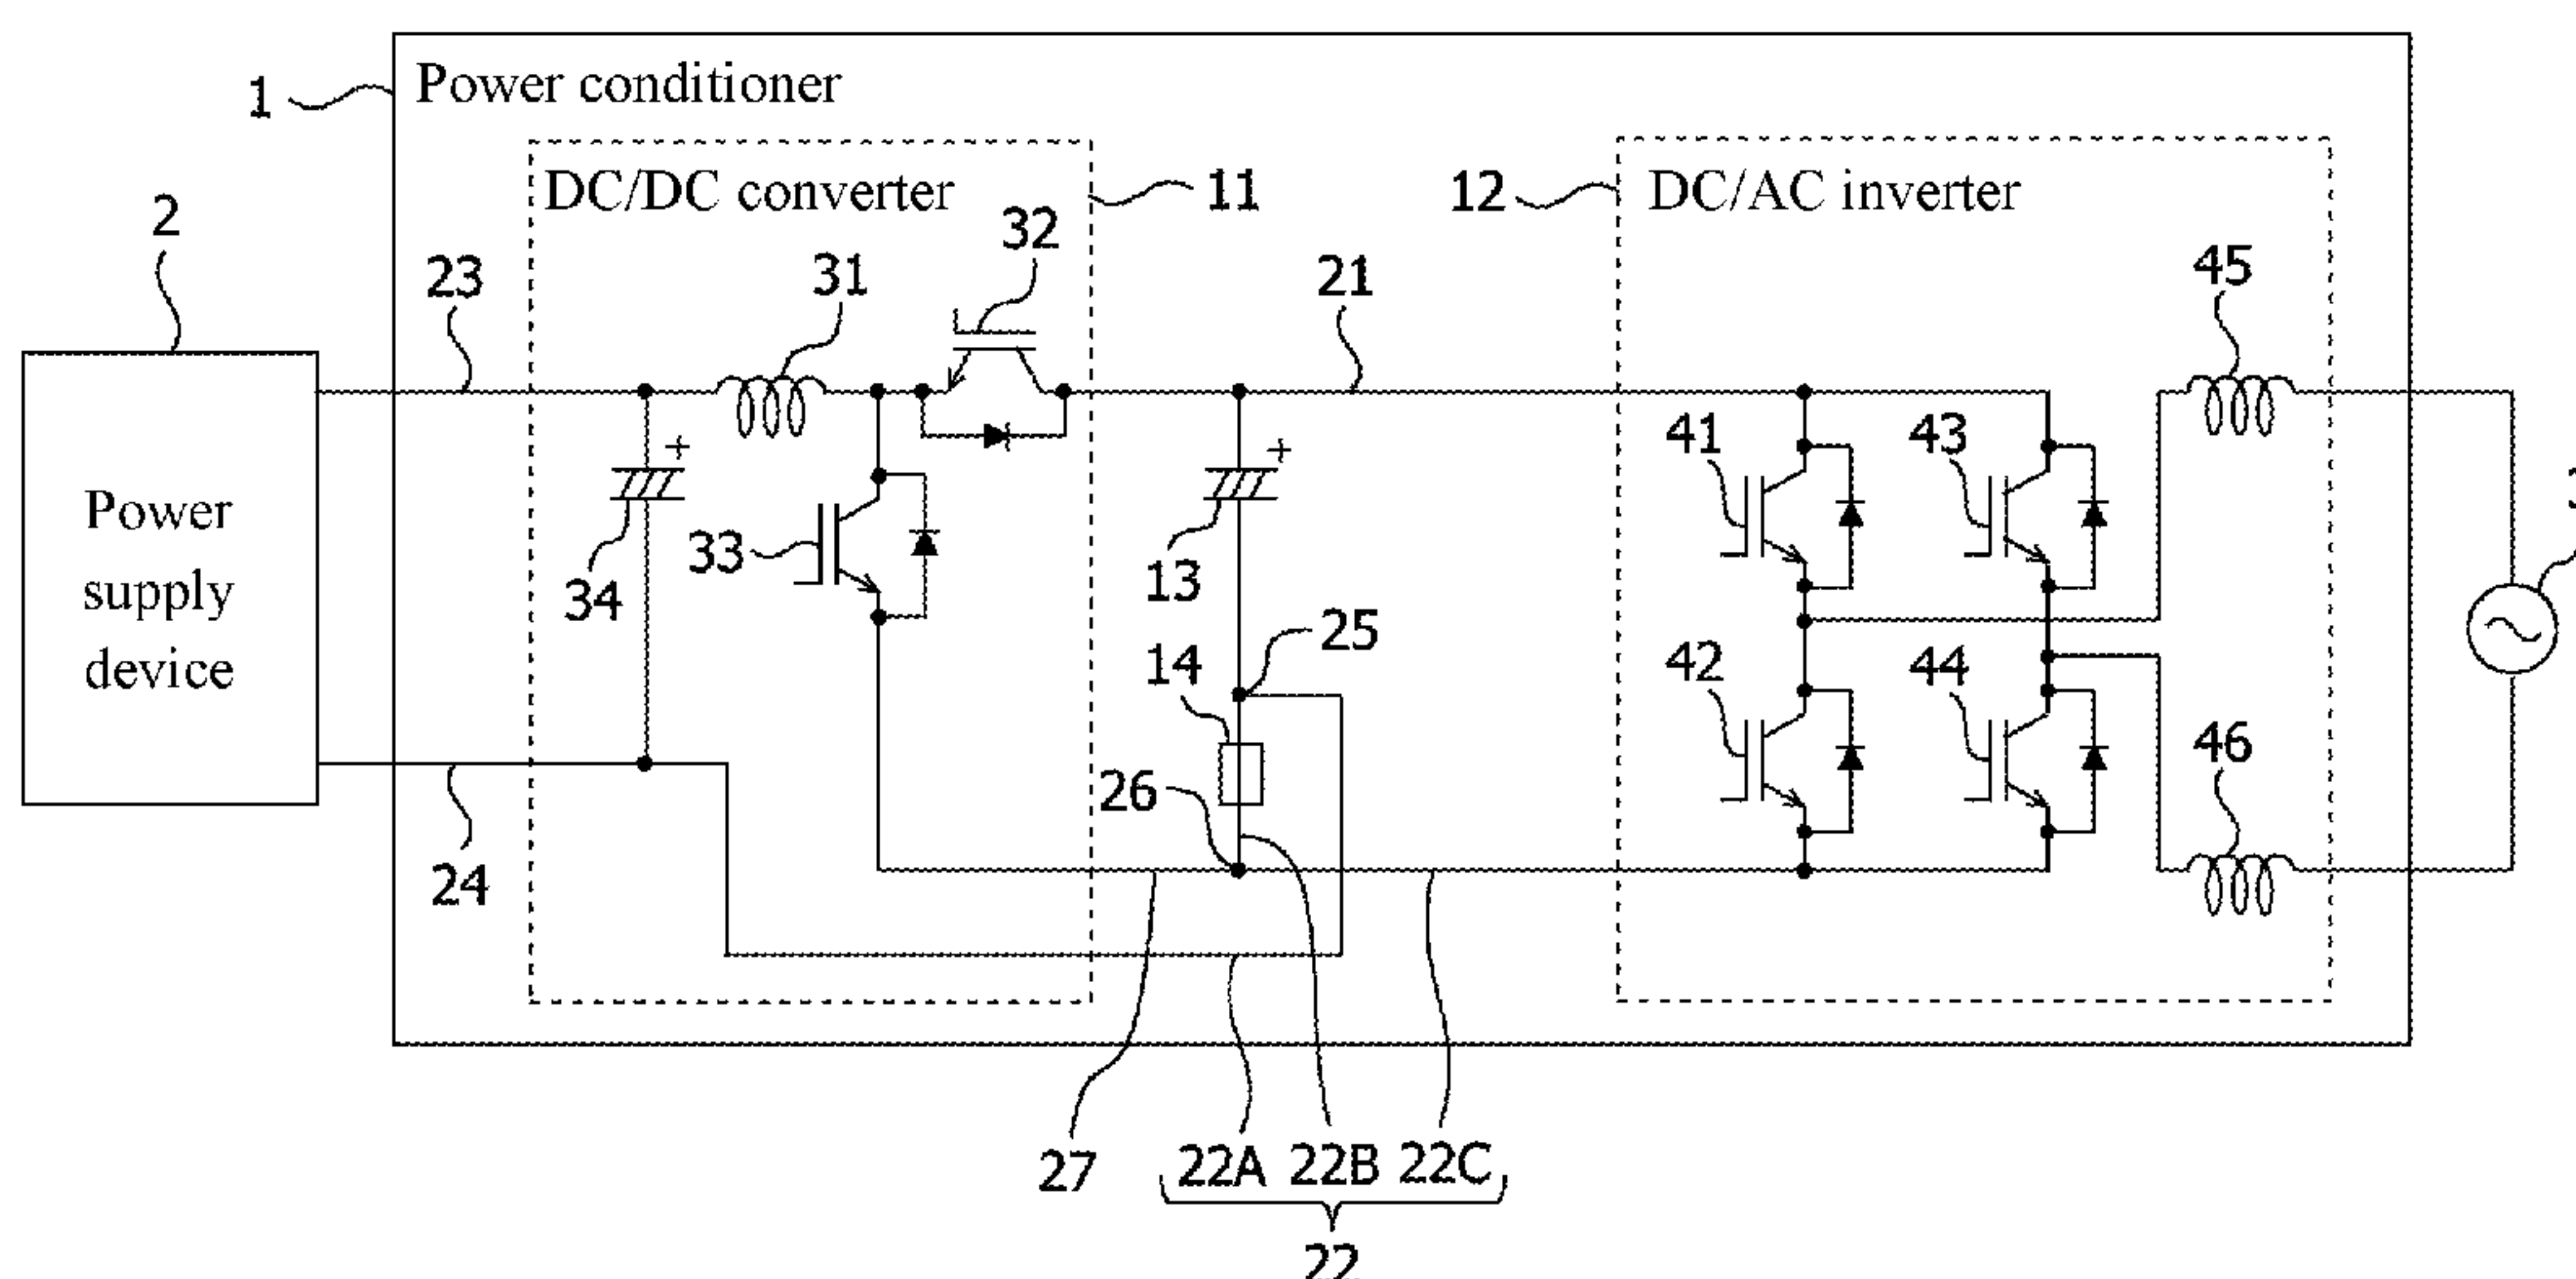 1
Power conditioner
DC/DC converter
11
12
DC/AC inverter
2
23
31
32
21
45
+
+
41
43
Power
supply
device
34
33
13
25
14
42
44
46
26
24
27
22A
22B
22C
22